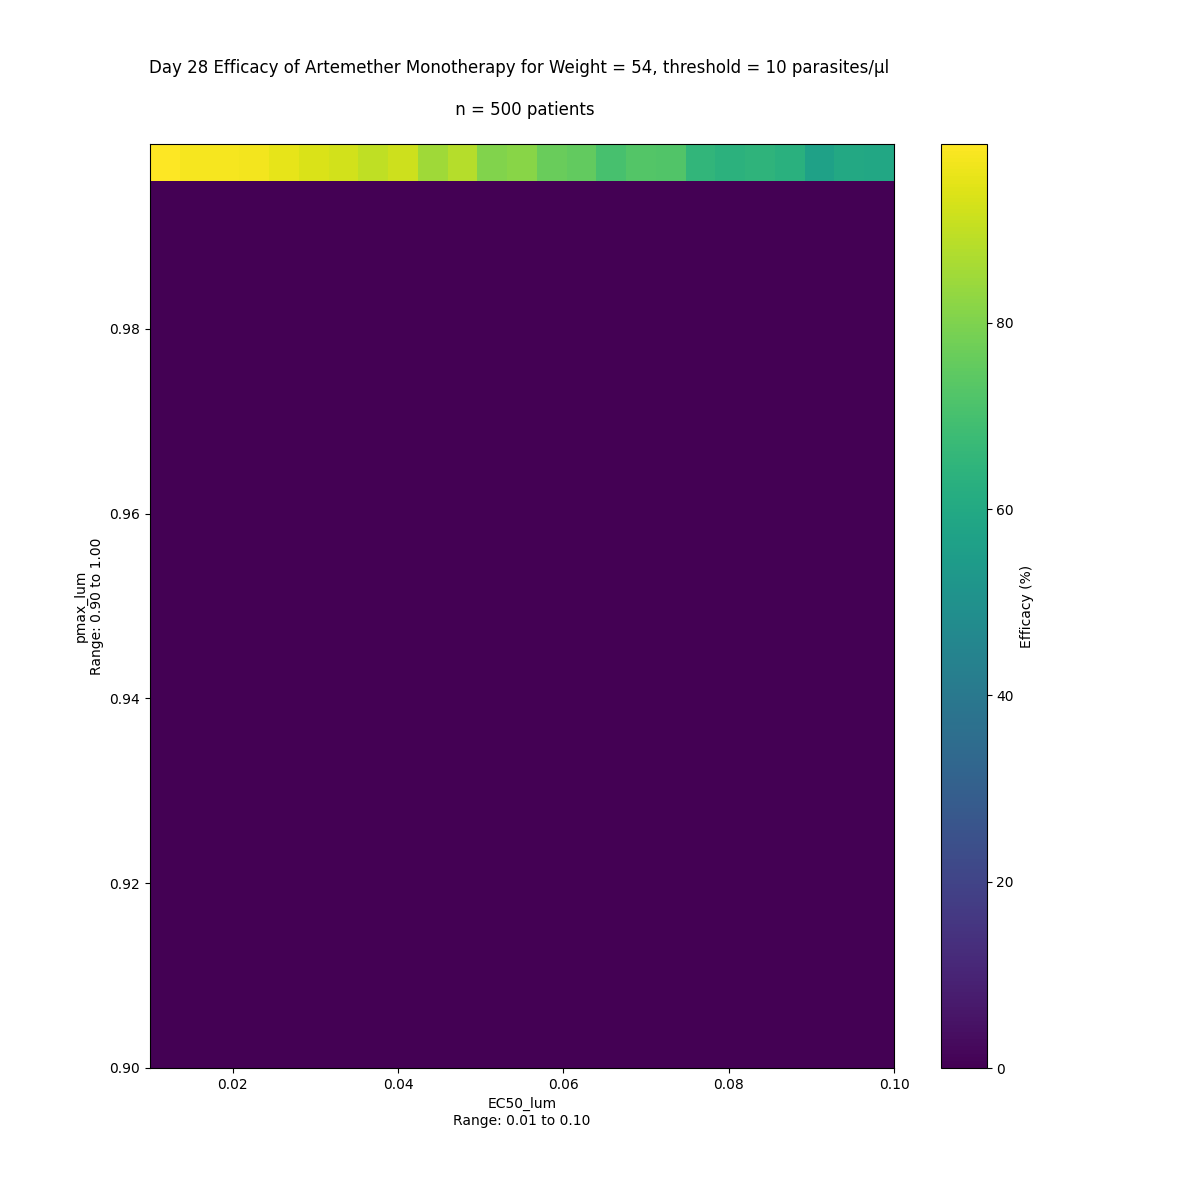 Day 28 Efficacy of Artemether Monotherapy for Weight = 54, threshold = 10 parasites/µl
n = 500 patients
0.98
0.96
0.94
0.92
0.90
pmax_lum
Range: 0.90 to 1.00
0.02
0.04
0.06
0.08
0.10
EC50_lum
Range: 0.01 to 0.10
80
60
40
20
0
Efficacy (%)